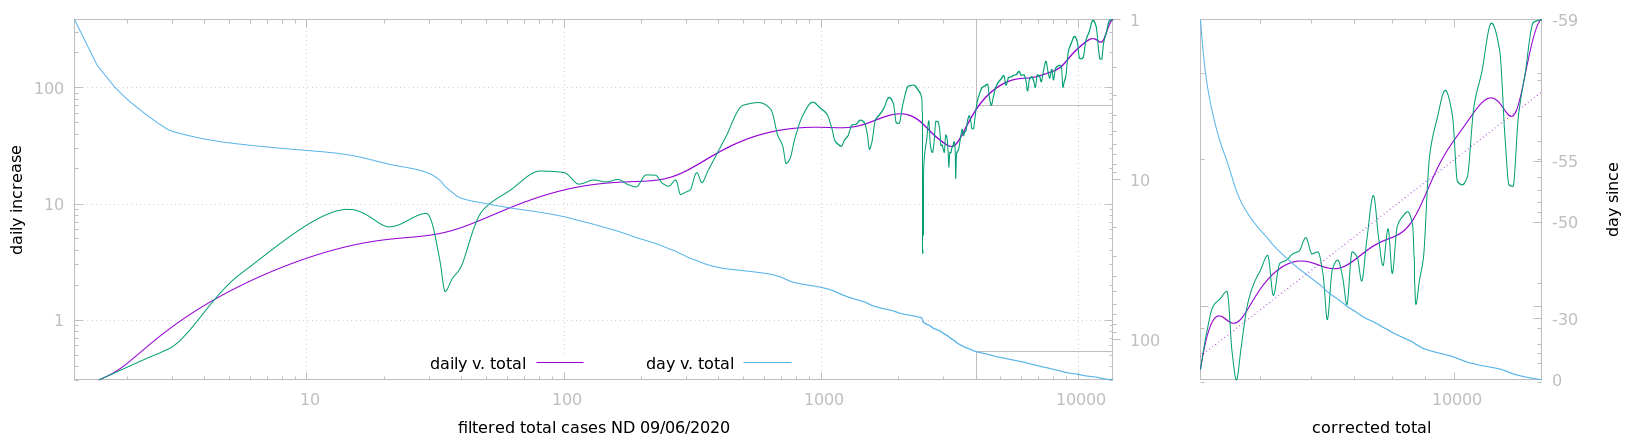 daily increase
100
10
1
10
100
1000
10000
filtered total cases ND 09/06/2020
daily v. total
day v. total
1
10
100
10000
corrected total
-59
-55
-50
-30
0
day since